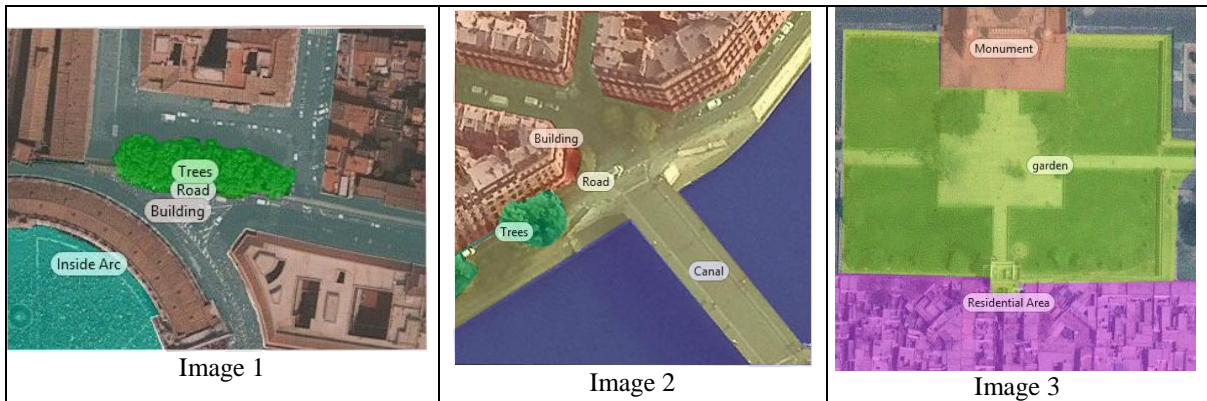 Trees
Road
Building
Inside Arc
Image 1
Building
Road
Trees
Canal
Image 2
Monument
garden
Residential Area
Image 3